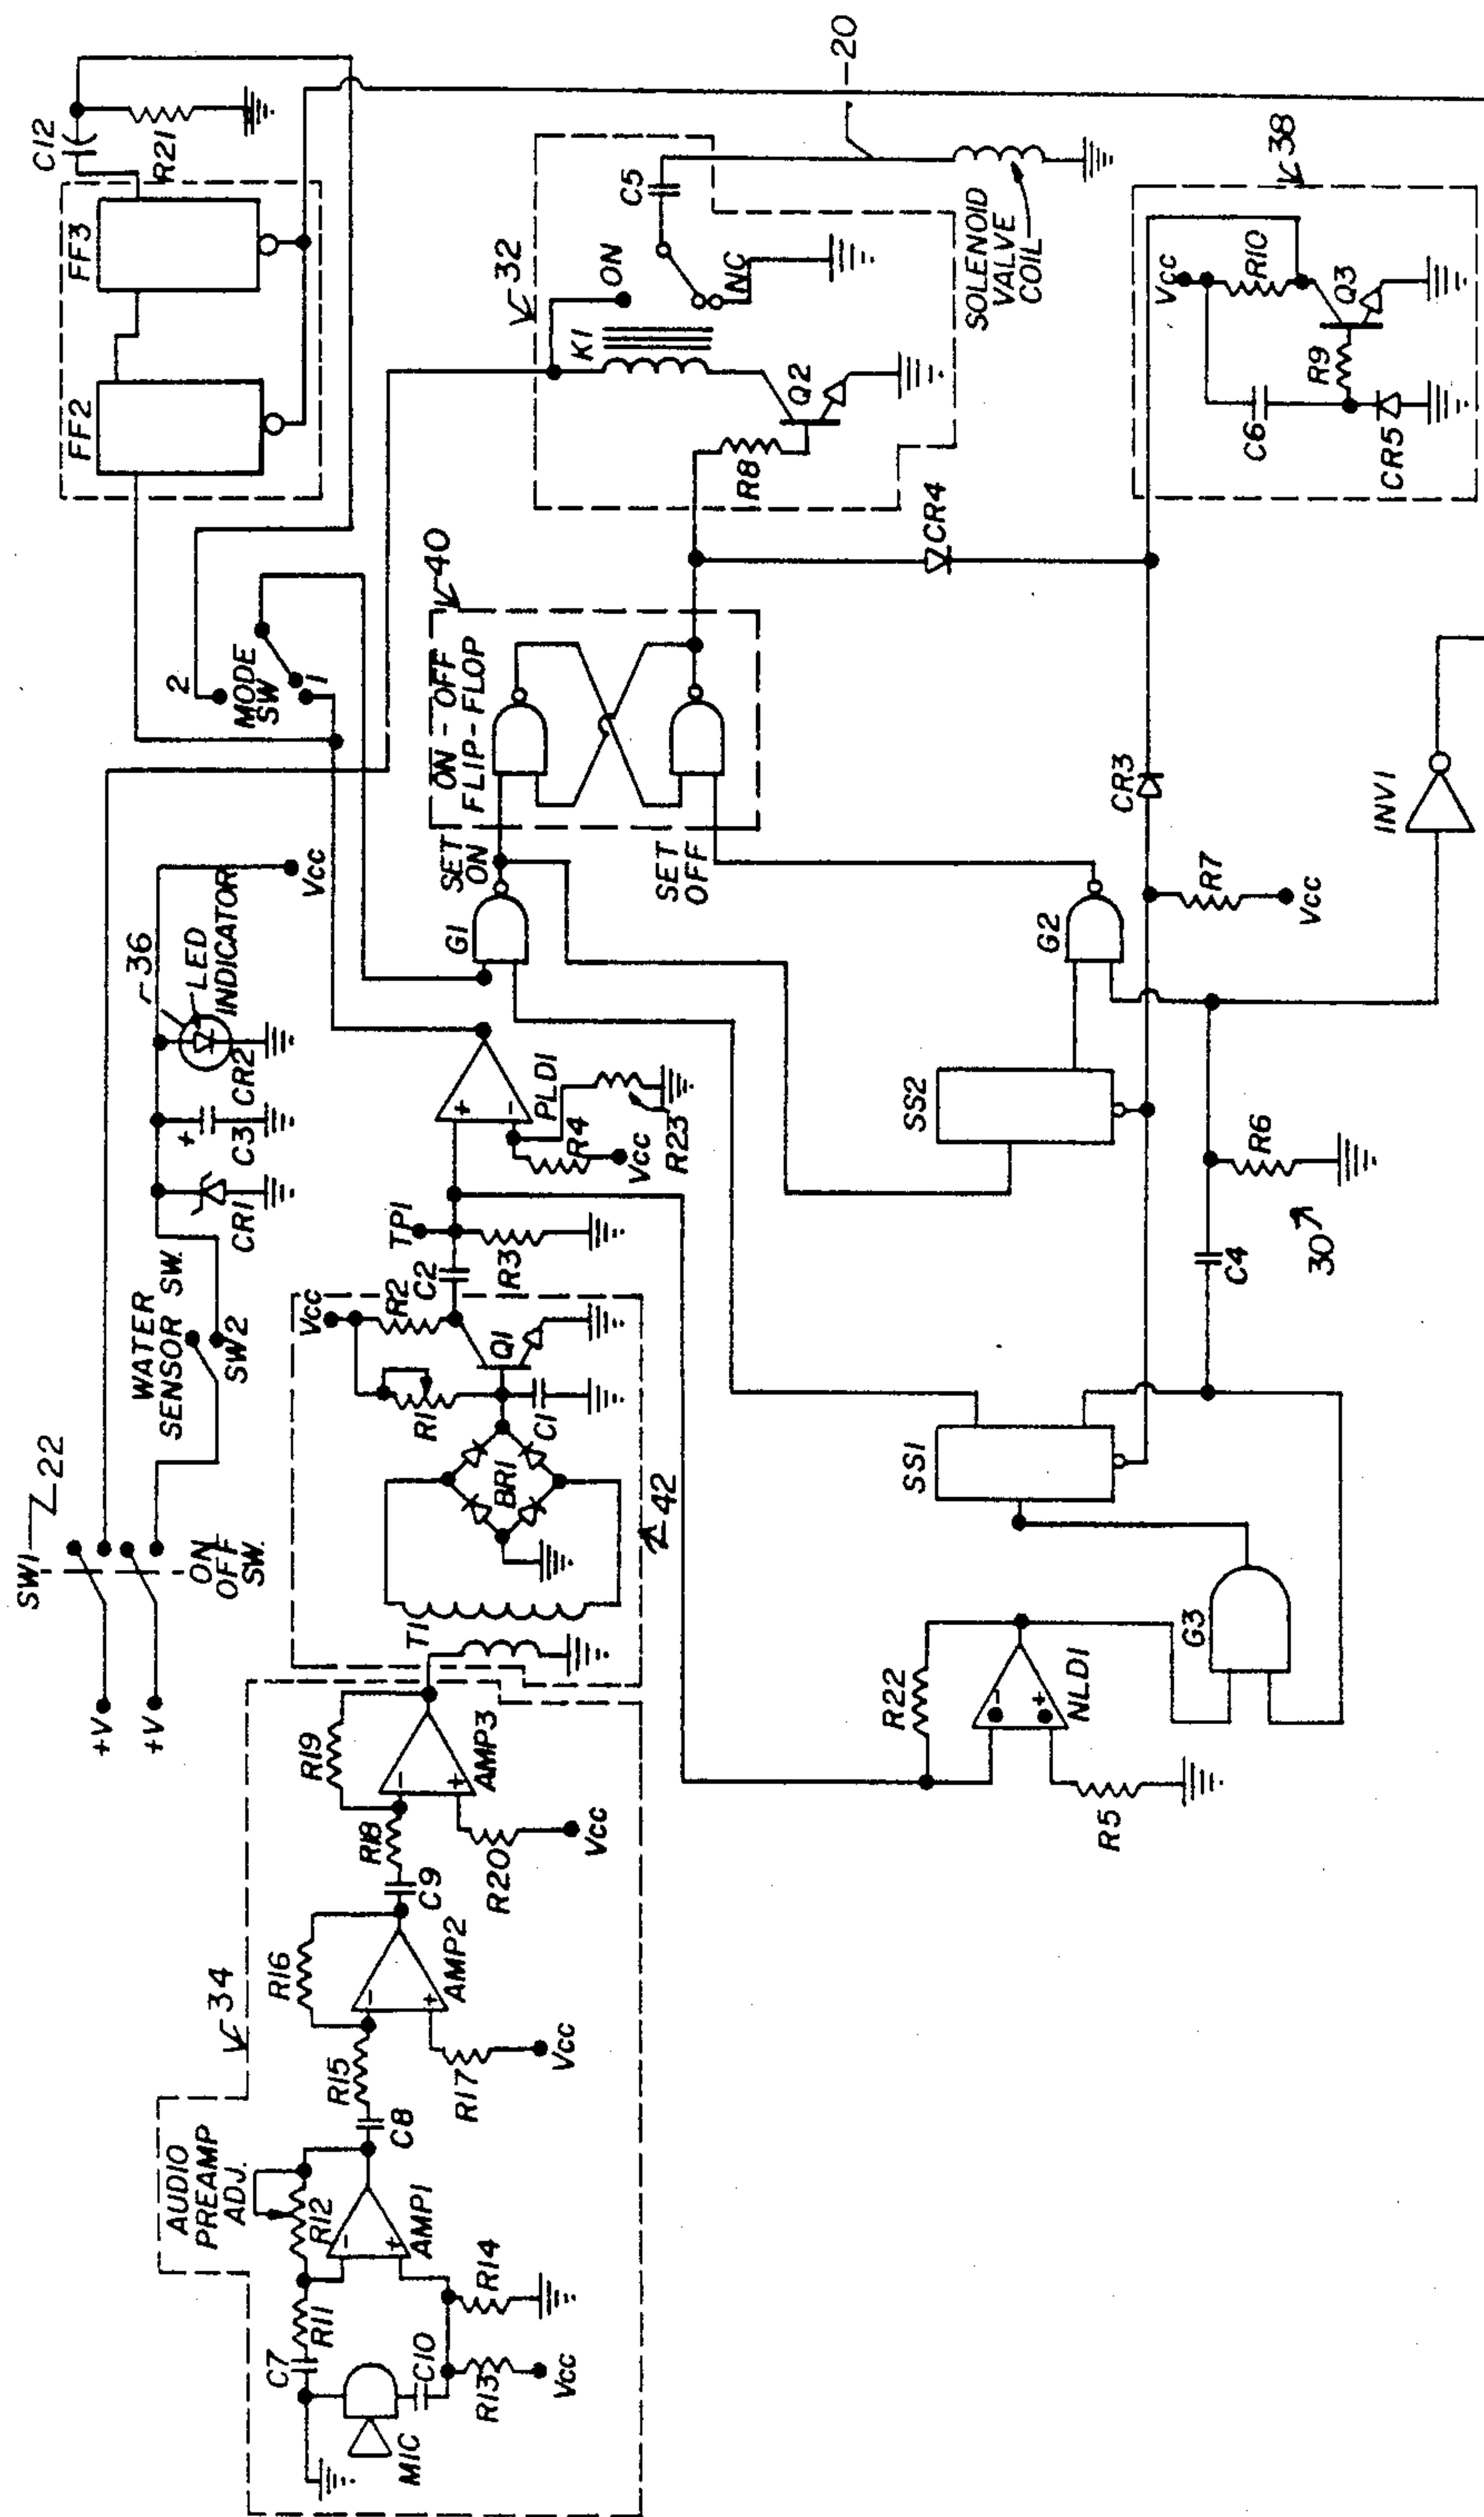 SW1
22
+V
+V
ON
OFF
SW.
WATER
SENSOR SW.
SW2
CR1
C3
+
CR2
36
LED
INDICATOR
Vcc
2
MODE
SW
1
FF2
FF3
C12
R21
34
AUDIO
PREAMP
ADJ.
C7
R11
R12
MIC
C10
R13
Vcc
R14
-
+
AMP1
C8
R15
R16
-
+
AMP2
R17
Vcc
C9
R18
R19
-
+
AMP3
R20
Vcc
T1
BR1
42
R1
C1
Vcc
R2
Q1
C2
TP1
R3
+
-
PLD1
R4
Vcc
R23
G1
SET
ON
SET
OFF
ON-OFF
FLIP-FLOP
40
R8
Q2
K1
32
ON
NC
C5
20
SOLENOID
VALVE
COIL
CR4
R22
-
+
NLD1
R5
G3
SS1
C4
R6
30
SS2
G2
R7
Vcc
CR3
INV1
38
Vcc
R10
Q3
R9
C6
CR5